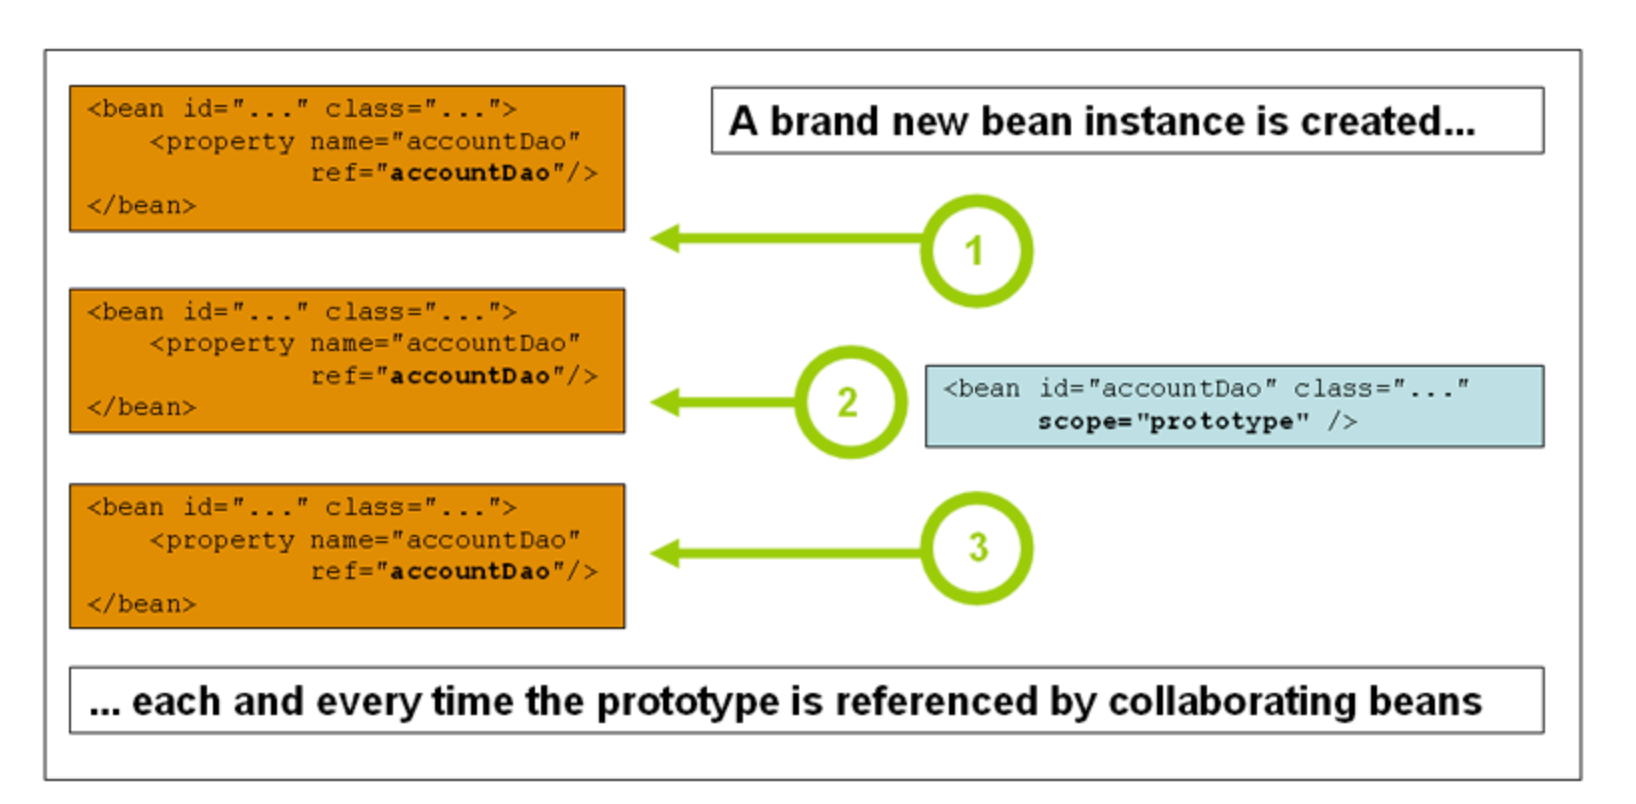 <bean id="..." class="...">
<property name="accountDao"
ref="accountDao"/>
</bean>
A brand new bean instance is created...
1
<bean id="..." class="...">
<property name="accountDao"
ref="accountDao"/>
</bean>
2
<bean id="accountDao" class="..."
scope="prototype" />
<bean id="..." class="...">
<property name="accountDao"
ref="accountDao"/>
</bean>
3
... each and every time the prototype is referenced by collaborating beans